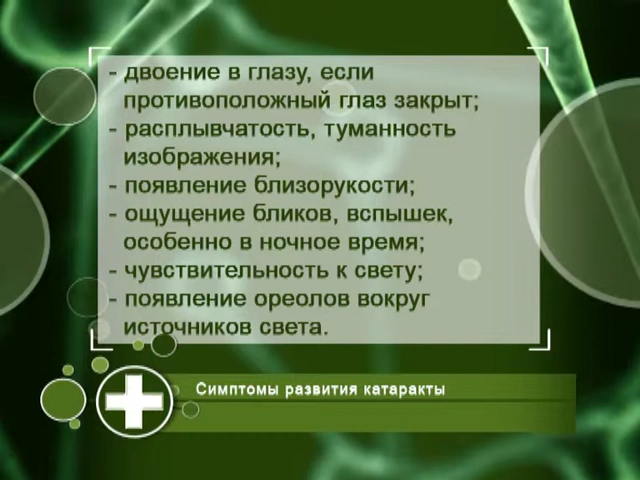 - двоение в глазу, если
противоположный глаз закрыт;
- расплывчатость, туманность
изображения;
- появление близорукости;
- ощущение бликов, вспышек,
особенно в ночное время;
- чувствительность к свету;
- появление ореолов вокруг
источников света.
Симптомы развития катаракты